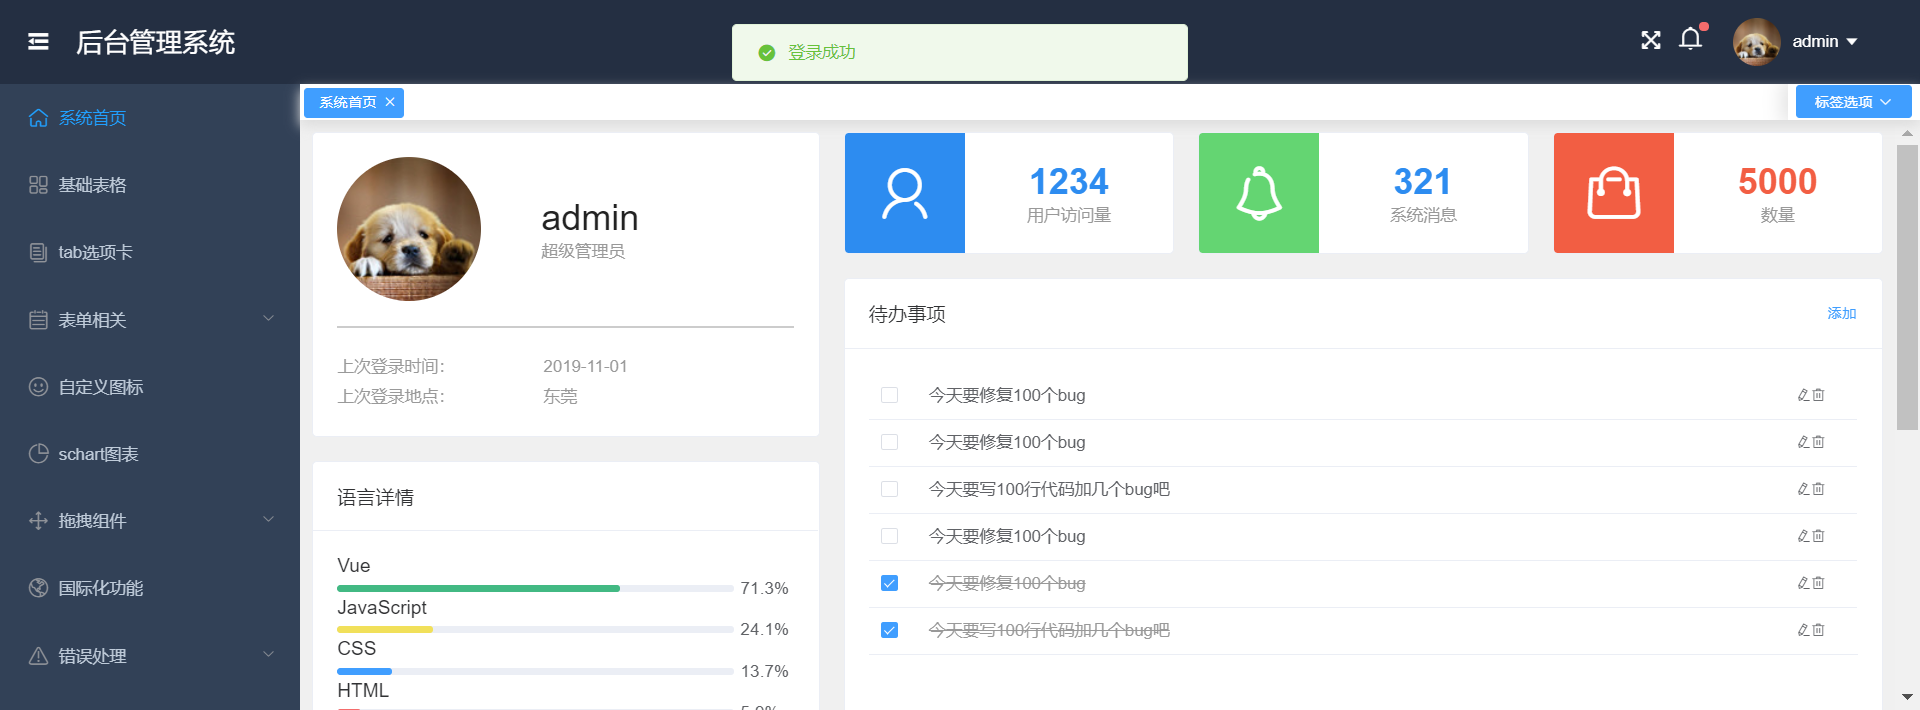 后台管理系统
登录成功
admin
系统首页
基础表格
tab选项卡
表单相关
自定义图标
schart图表
拖拽组件
国际化功能
错误处理
系统首页
标签选项
admin
超级管理员
上次登录时间：
2019-11-01
上次登录地点：
东莞
语言详情
Vue
71.3%
JavaScript
24.1%
CSS
13.7%
HTML
1234
用户访问量
321
系统消息
5000
数量
待办事项
添加
今天要修复100个bug
今天要修复100个bug
今天要写100行代码加几个bug吧
今天要修复100个bug
今天要修复100个bug
今天要写100行代码加几个bug吧